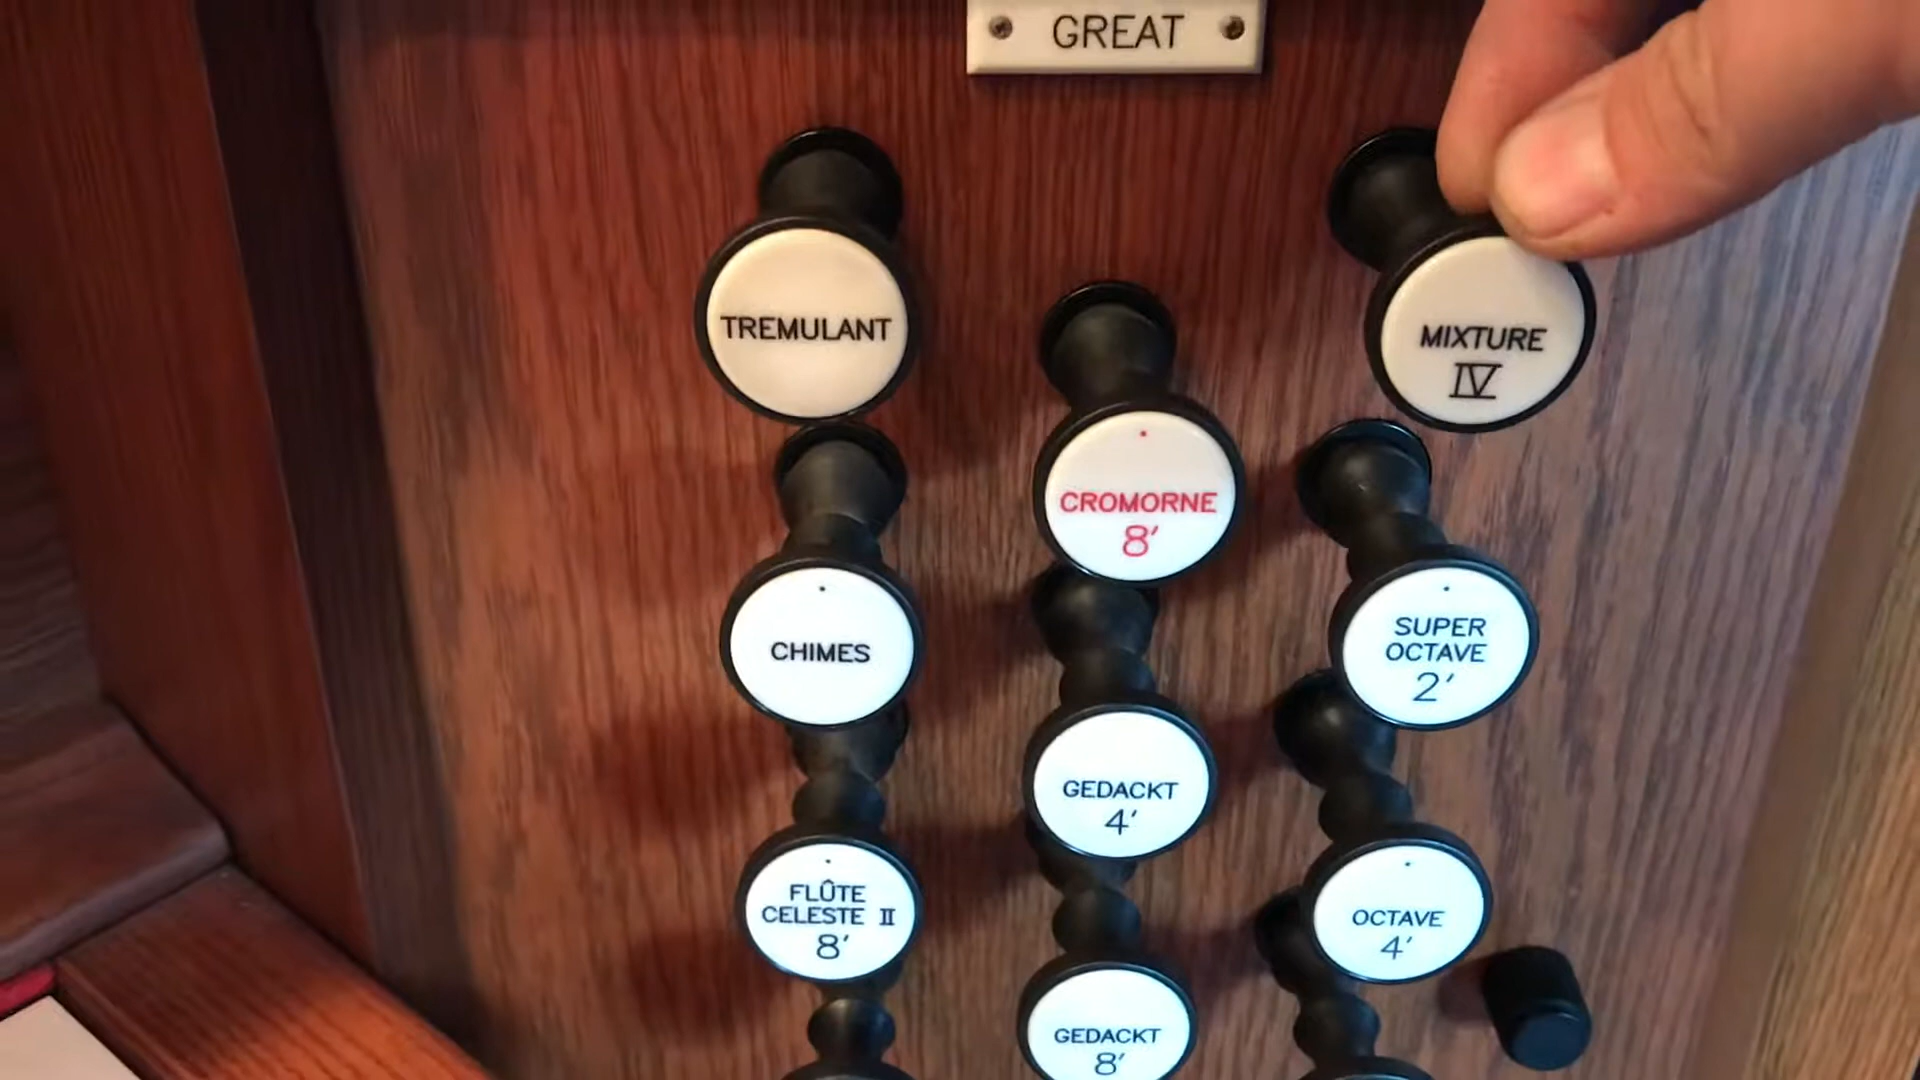 GREAT
TREMULANT
MIXTURE
IV
CROMORNE
8'
CHIMES
SUPER
OCTAVE
2'
GEDACKT
4'
FLÛTE
CELESTE II
8'
OCTAVE
4'
GEDACKT
8'